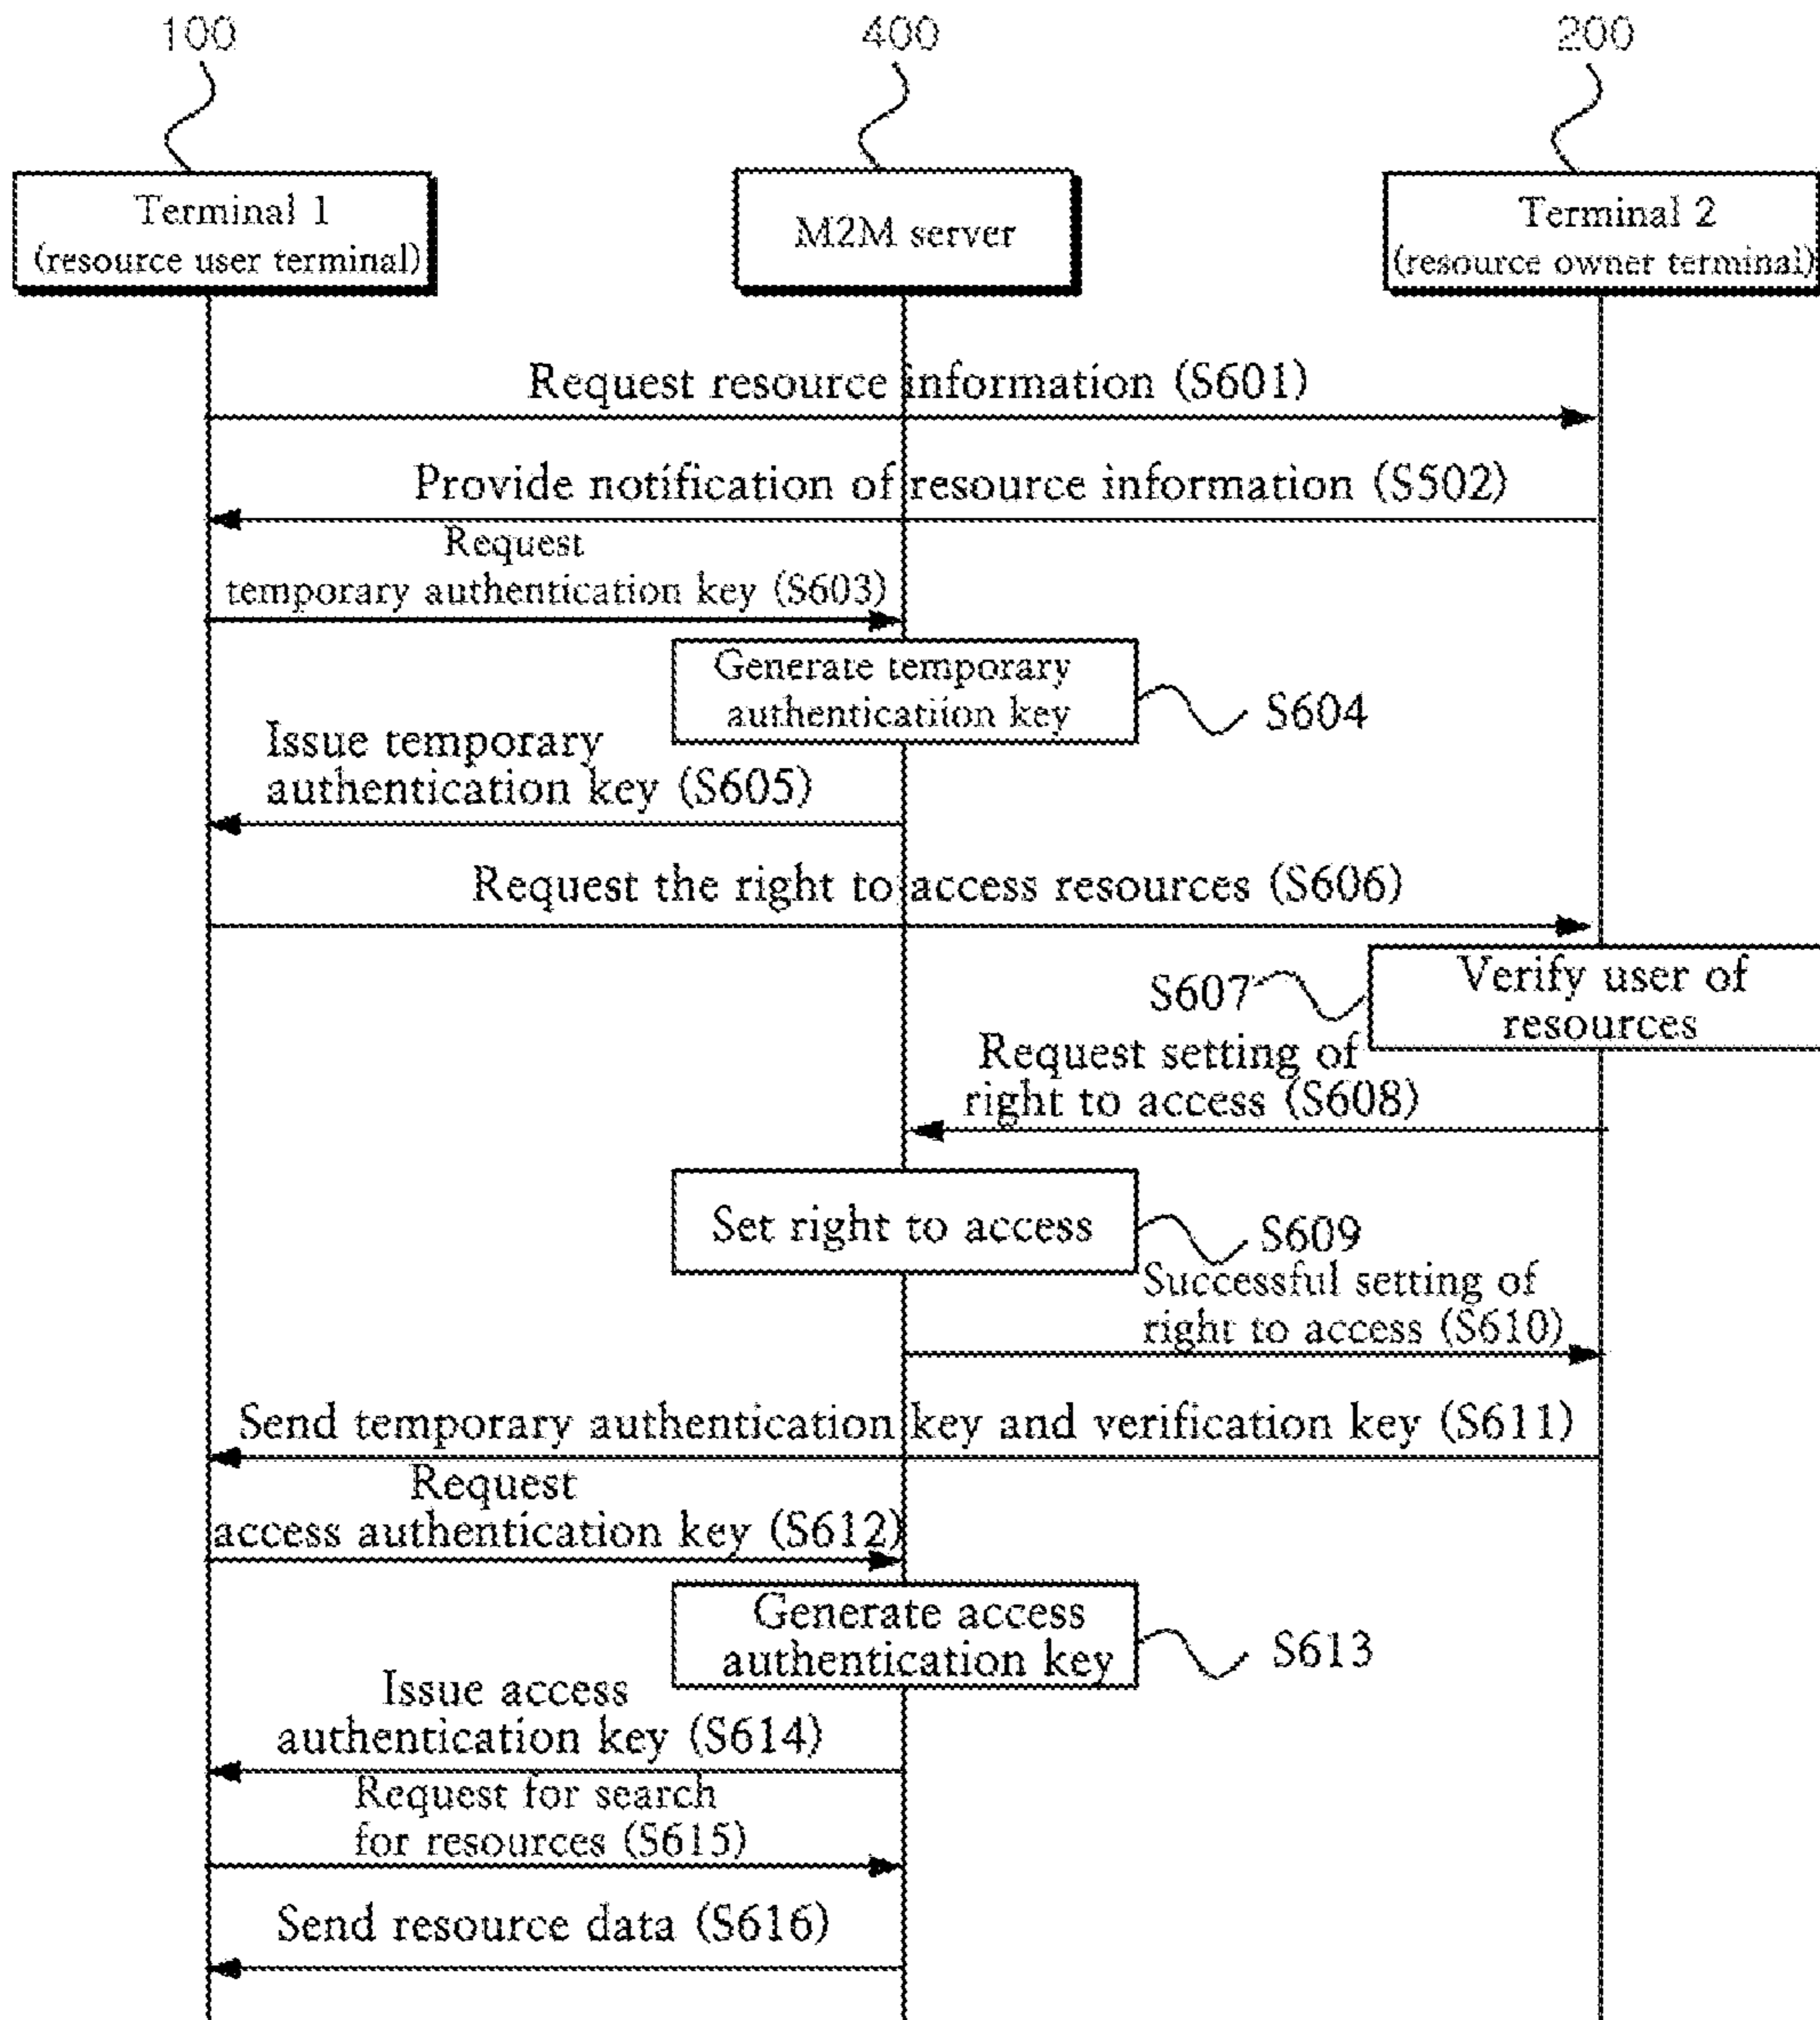 100
400
200
Terminal 1
(resource user terminal)
M2M server
Terminal 2
(resource owner terminal)
Request resource information (S601)
Provide notification of resource information (S502)
Request
temporary authentication key (S603)
Generate temporary
authenticatiion key
S604
Issue temporary
authentication key (S605)
Request the right to access resources (S606)
Verify user of
resources
S607
Request setting of
right to access (S608)
Set right to access
S609
Successful setting of
right to access (S610)
Send temporary authentication key and verification key (S611)
Request
access authentication key (S612)
Generate access
authentication key
S613
Issue access
authentication key (S614)
Request for search
for resources (S615)
Send resource data (S616)